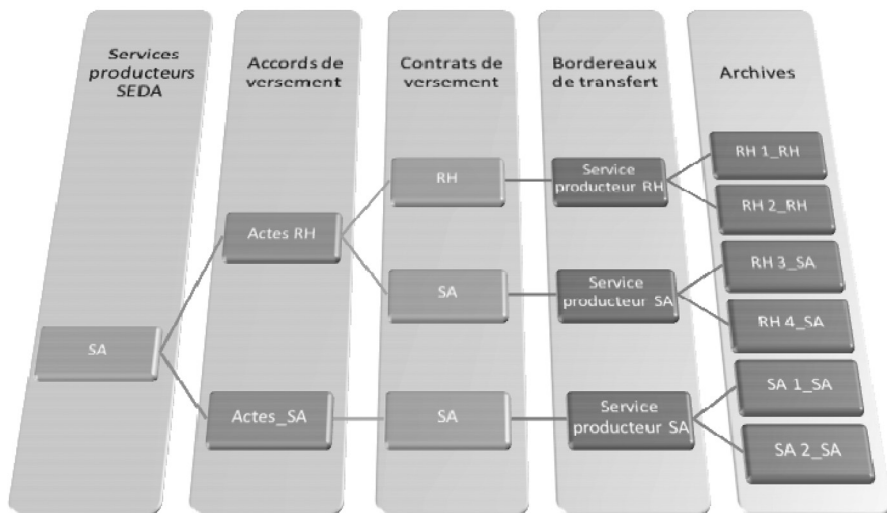 Services
producteurs
SEDA
Accords de
versement
Contrats de
versement
Bordereaux
de transfert
Archives
SA
Actes RH
Actes_SA
RH
SA
SA
Service
producteur RH
Service
producteur SA
Service
producteur SA
RH 1_RH
RH 2_RH
RH 3_SA
RH 4_SA
SA 1_SA
SA 2_SA